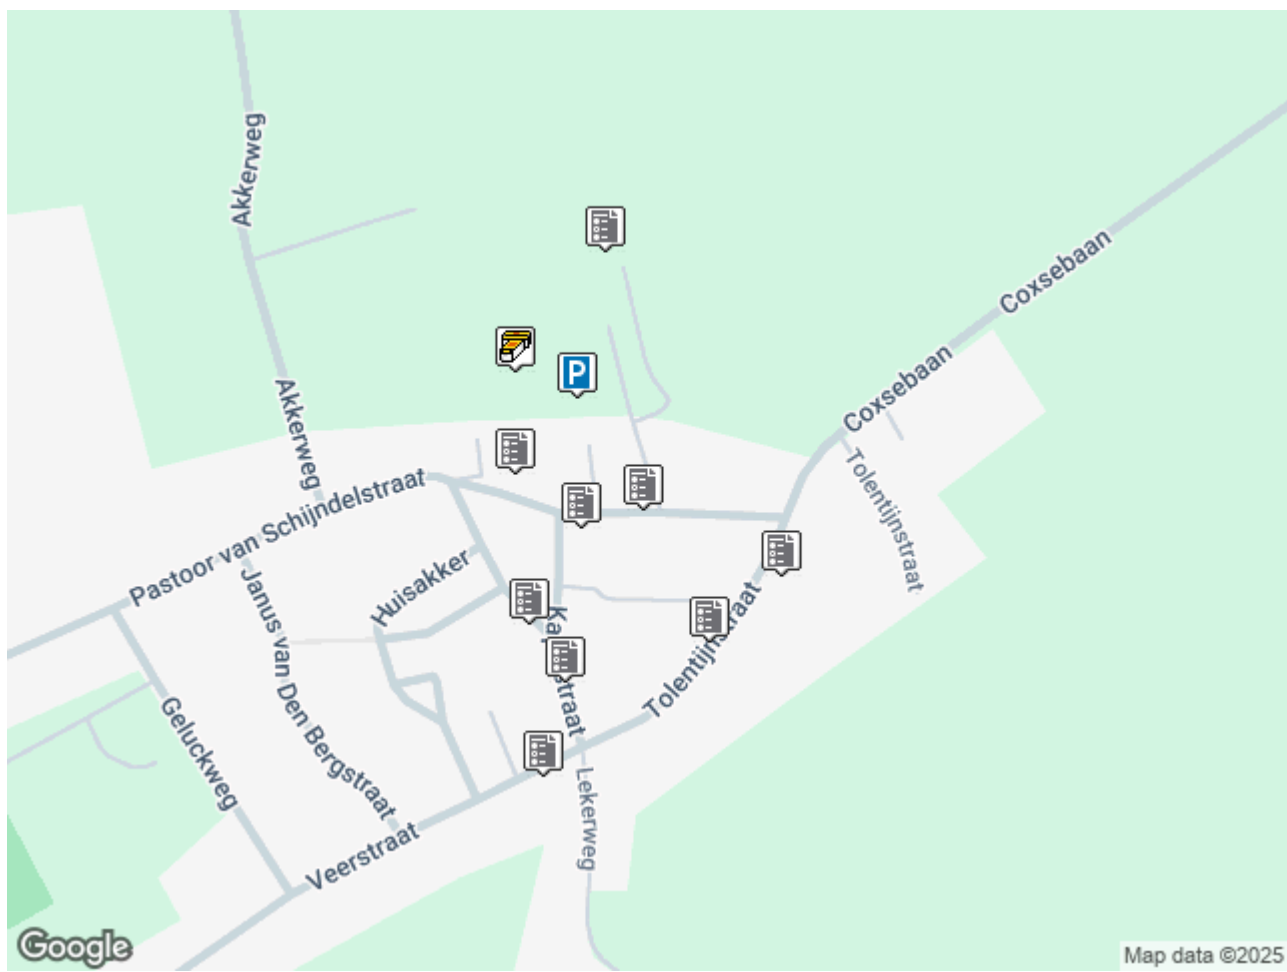 Akkerweg
Coxsebaan
Coxsebaan
P
Akkerweg
Tolentijnstraat
Pastoor van Schijndelstraat
Huisakker
Janus van Den Bergstraat
Tolentijnstraat
Geluckweg
Lekerweg
Veerstraat
Google
Map data ©2025